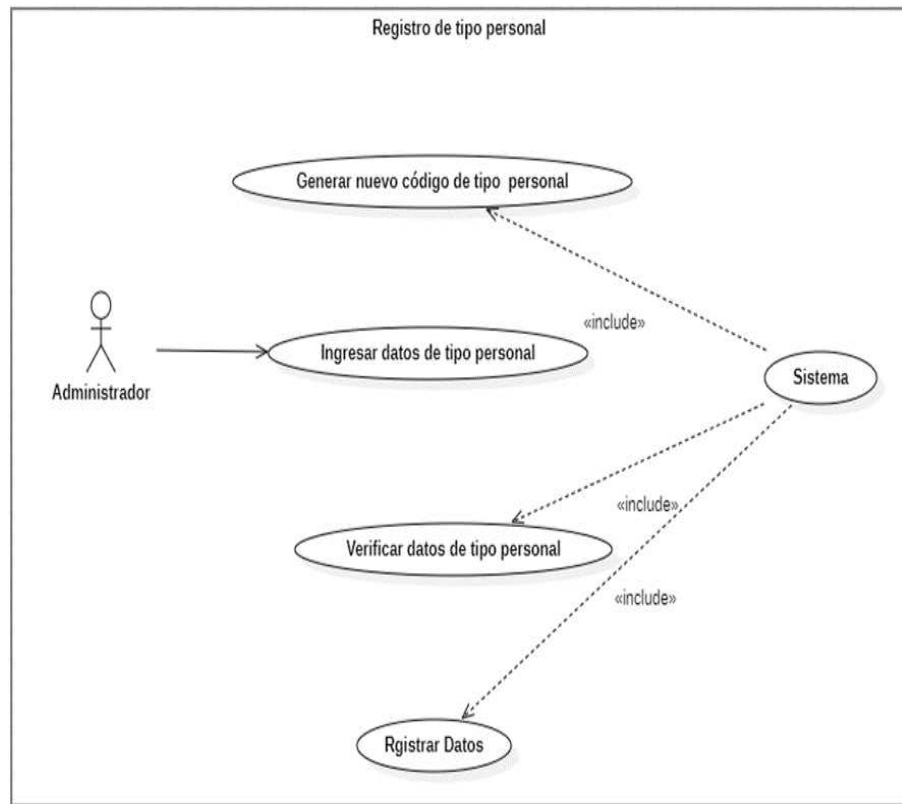 Registro de tipo personal
Generar nuevo código de tipo personal
«include»
Ingresar datos de tipo personal
Sistema
Administrador
«include»
Verificar datos de tipo personal
«include»
Rgistrar Datos